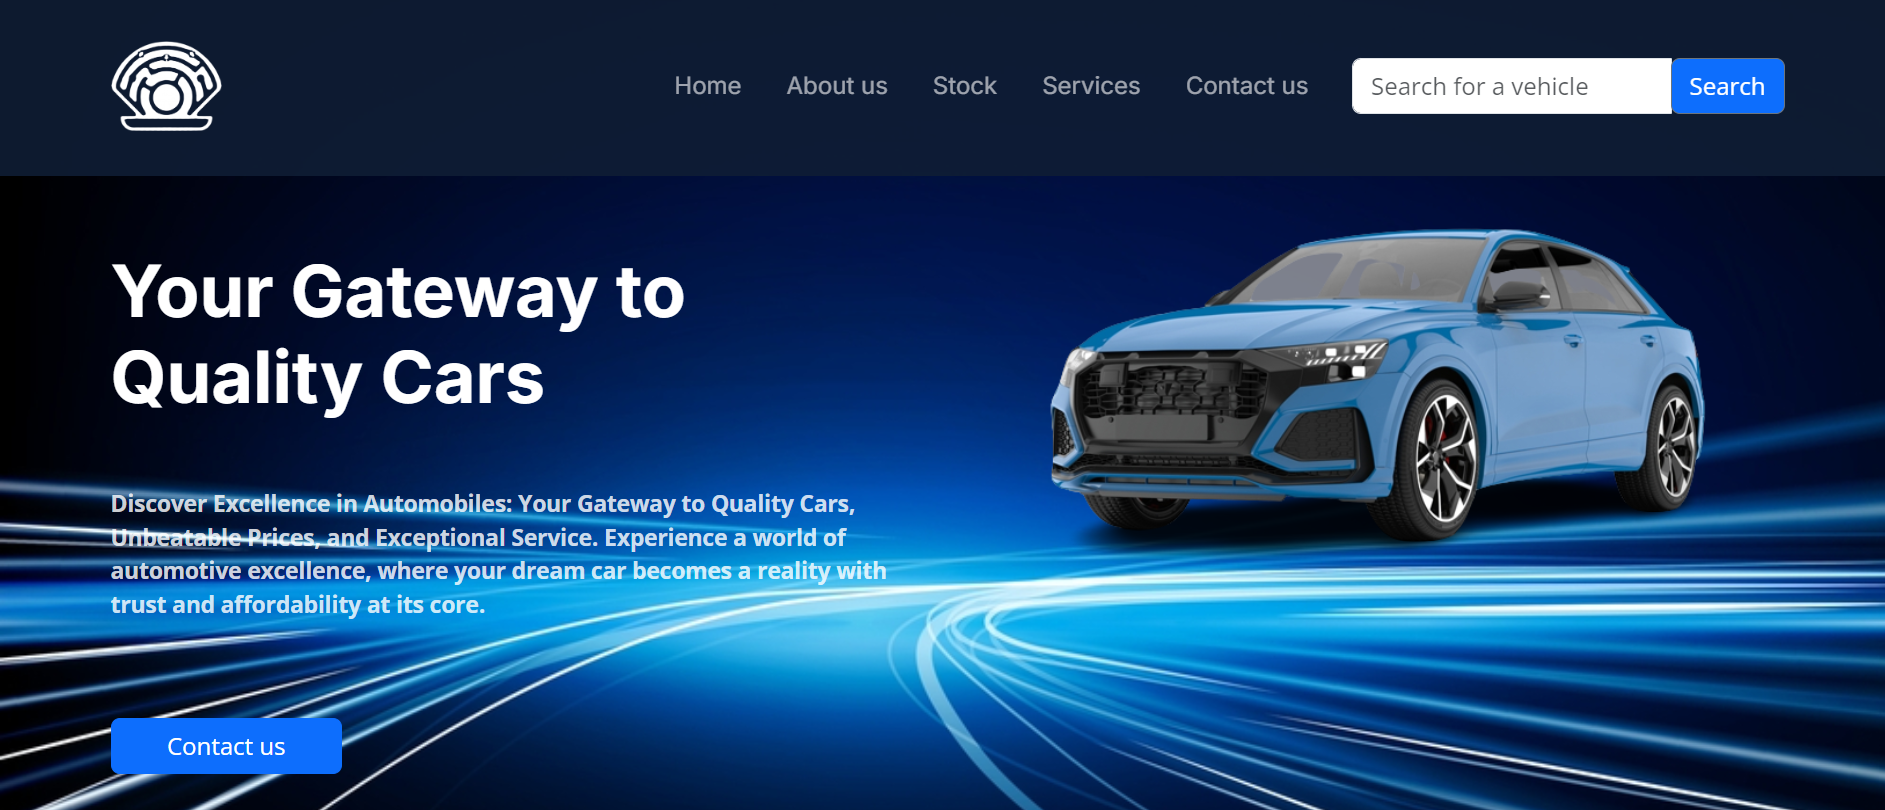 Home
About us
Stock
Services
Contact us
Search for a vehicle
Search
Your Gateway to
Quality Cars
Discover Excellence in Automobiles: Your Gateway to Quality Cars,
Unbeatable Prices, and Exceptional Service. Experience a world of
automotive excellence, where your dream car becomes a reality with
trust and affordability at its core.
Contact us